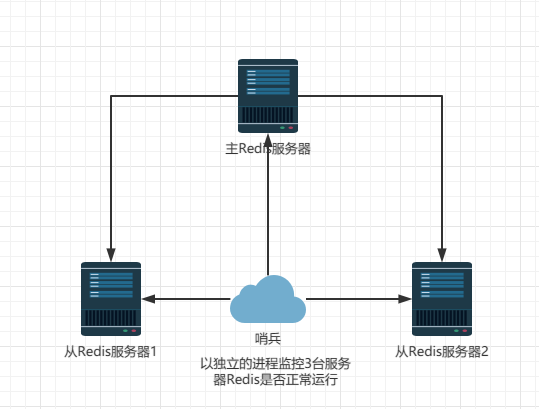 主Redis服务器
从Redis服务器1
哨兵
从Redis服务器2
以独立的进程监控3台服务
器Redis是否正常运行